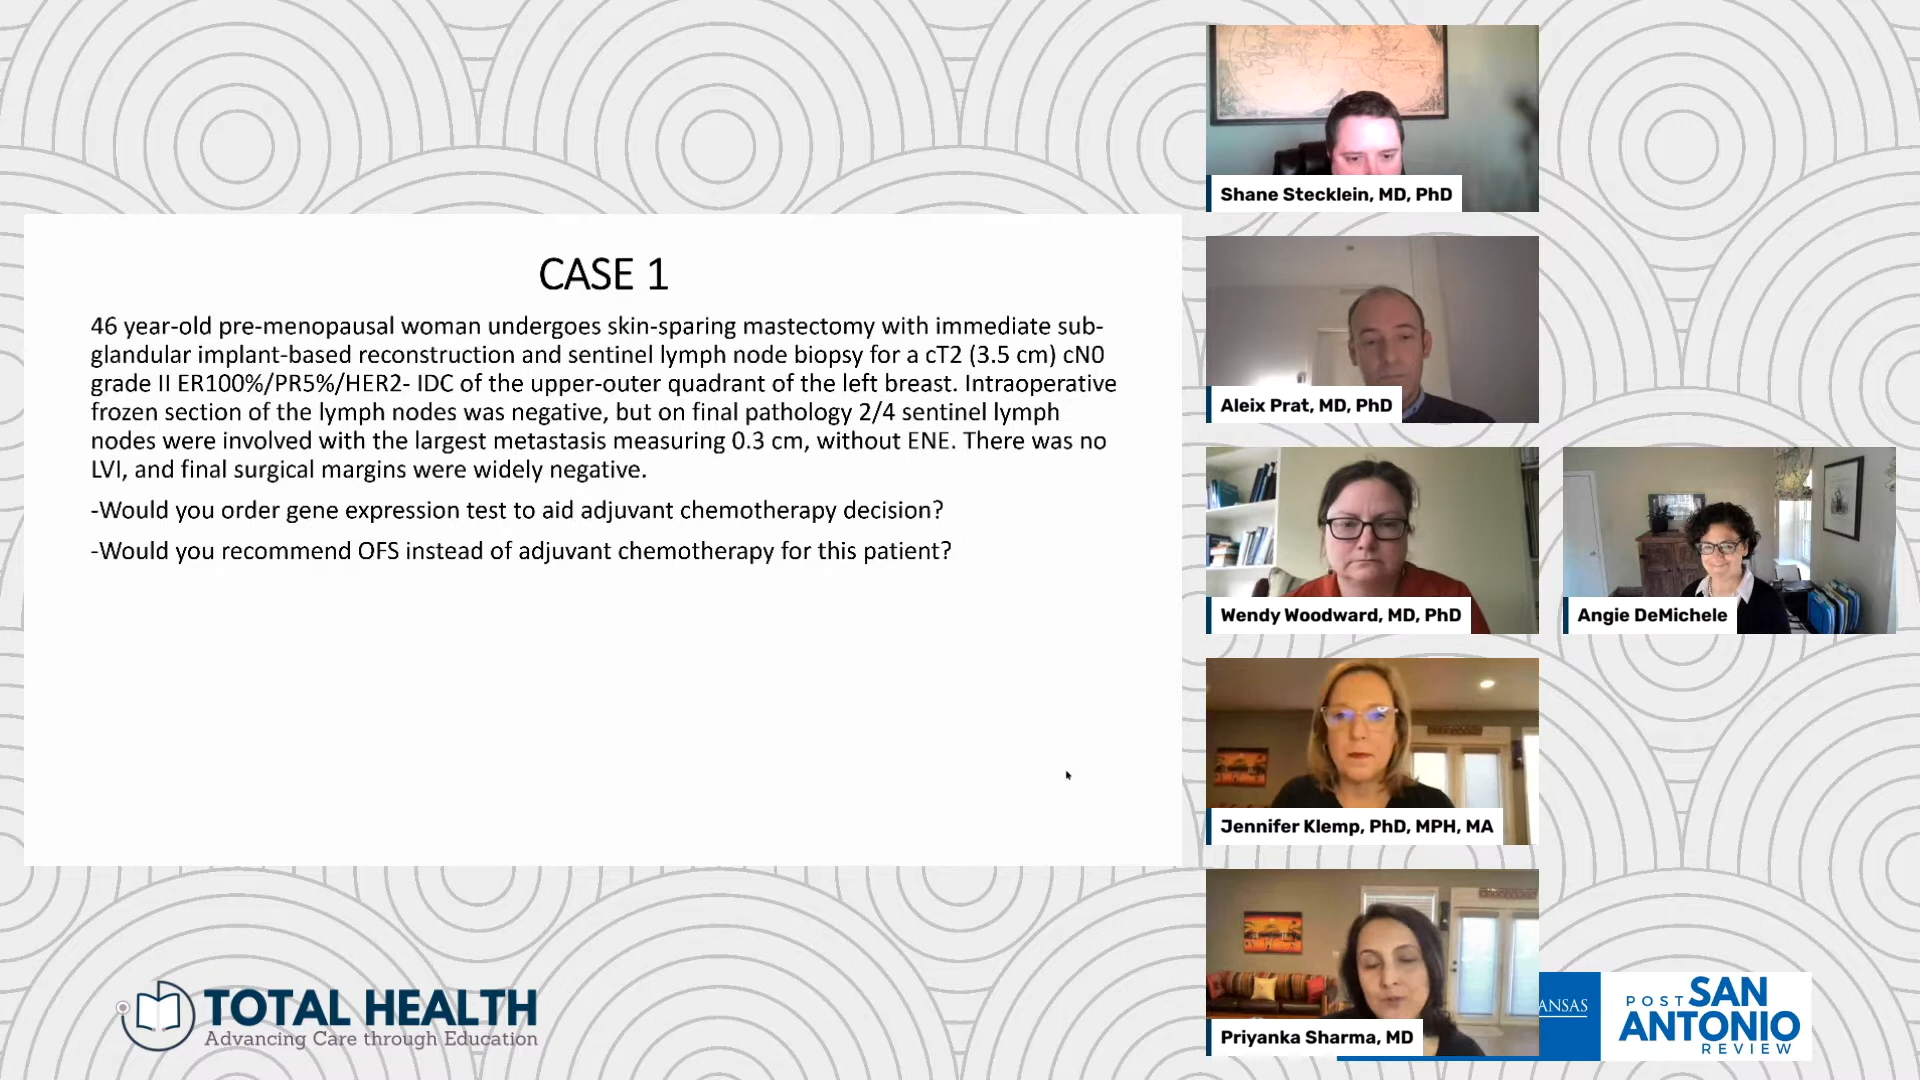 CASE 1
46 year-old pre-menopausal woman undergoes skin-sparing mastectomy with immediate sub-
glandular implant-based reconstruction and sentinel lymph node biopsy for a cT2 (3.5 cm) cN0
grade II ER100%/PR5%/HER2- IDC of the upper-outer quadrant of the left breast. Intraoperative
frozen section of the lymph nodes was negative, but on final pathology 2/4 sentinel lymph
nodes were involved with the largest metastasis measuring 0.3 cm, without ENE. There was no
LVI, and final surgical margins were widely negative.
-Would you order gene expression test to aid adjuvant chemotherapy decision?
-Would you recommend OFS instead of adjuvant chemotherapy for this patient?
Shane Stecklein, MD, PhD
Aleix Prat, MD, PhD
Wendy Woodward, MD, PhD
Angie DeMichele
Jennifer Klemp, PhD, MPH, MA
Priyanka Sharma, MD
TOTAL HEALTH
Advancing Care through Education
ANSAS
POST SAN
ANTONIO
REVIEW